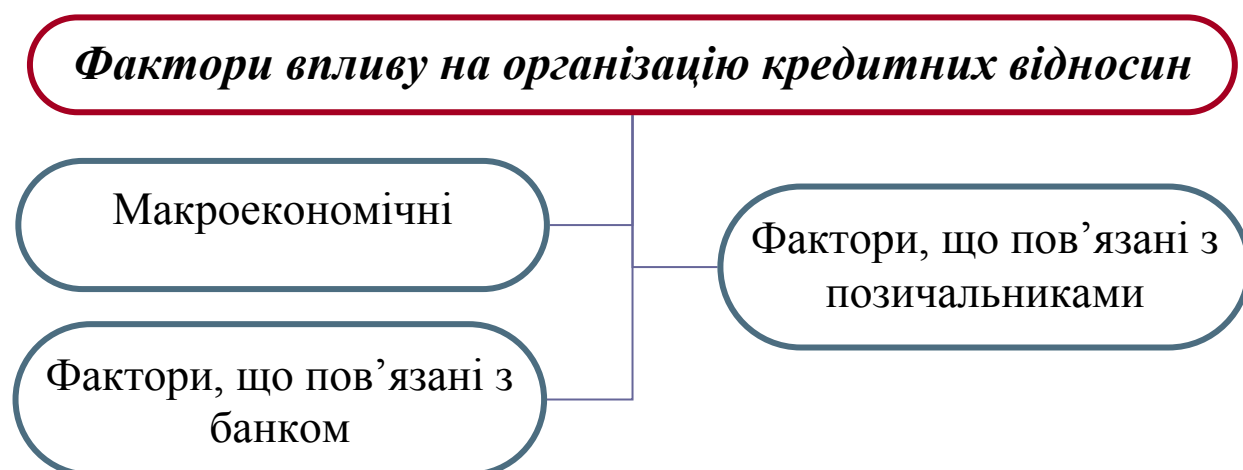 Фактори впливу на організацію кредитних відносин
Макроекономічні
Фактори, що пов’язані з
позичальниками
Фактори, що пов’язані з
банком